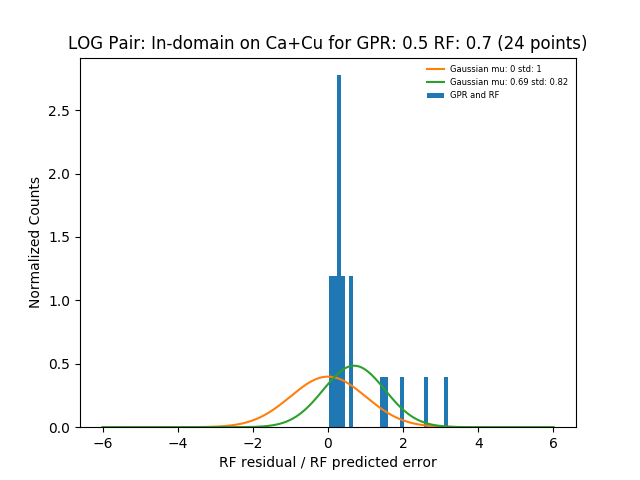 LOG Pair: In-domain on Ca+Cu for GPR: 0.5 RF: 0.7 (24 points)
Gaussian mu: 0 std: 1
Gaussian mu: 0.69 std: 0.82
GPR and RF
2.5
2.0
1.5
1.0
0.5
0.0
Normalized Counts
−6 −4 −2 0 2 4 6
RF residual / RF predicted error